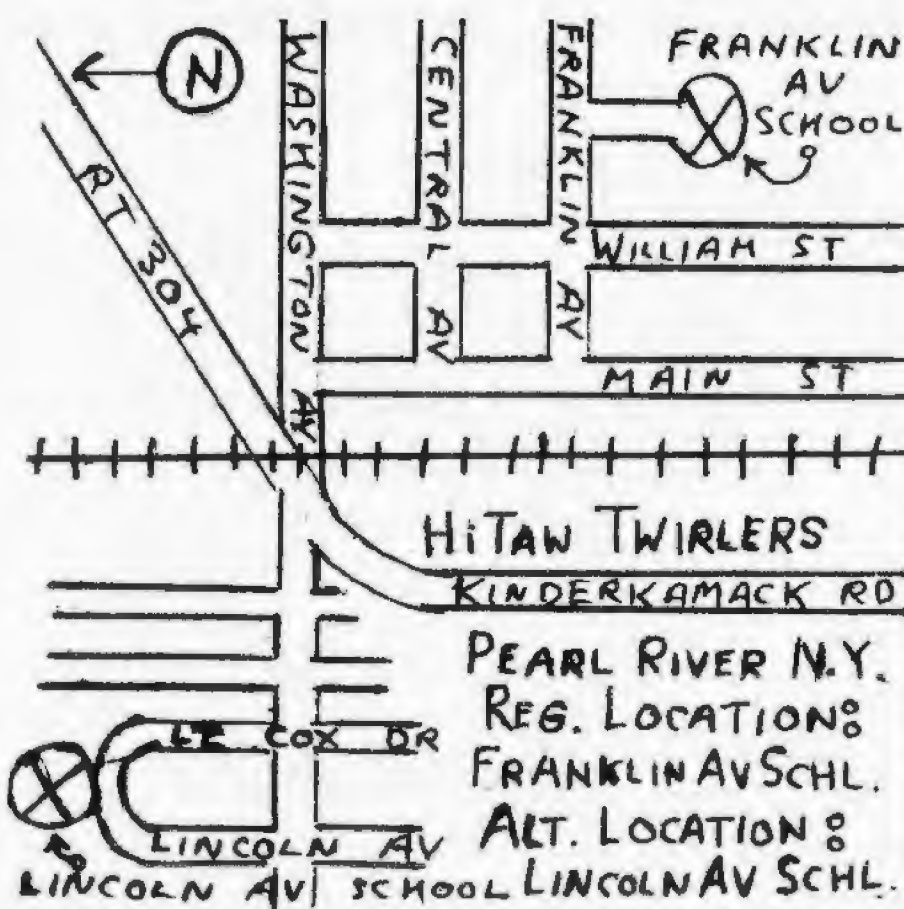 N
WASHINGTON AV
CENTRAL AV
FRANKLIN AV
FRANKLIN
AV
SCHOOL
RT 304
WILLIAM ST
MAIN ST
HiTAW TWIRLERS
KINDERKAMACK RD
PEARL RIVER N.Y.
REG. LOCATION:
FRANKLIN AV SCHL.
ALT. LOCATION:
LINCOLN AV SCHL.
LE COX DR
LINCOLN AV
LINCOLN AV SCHOOL